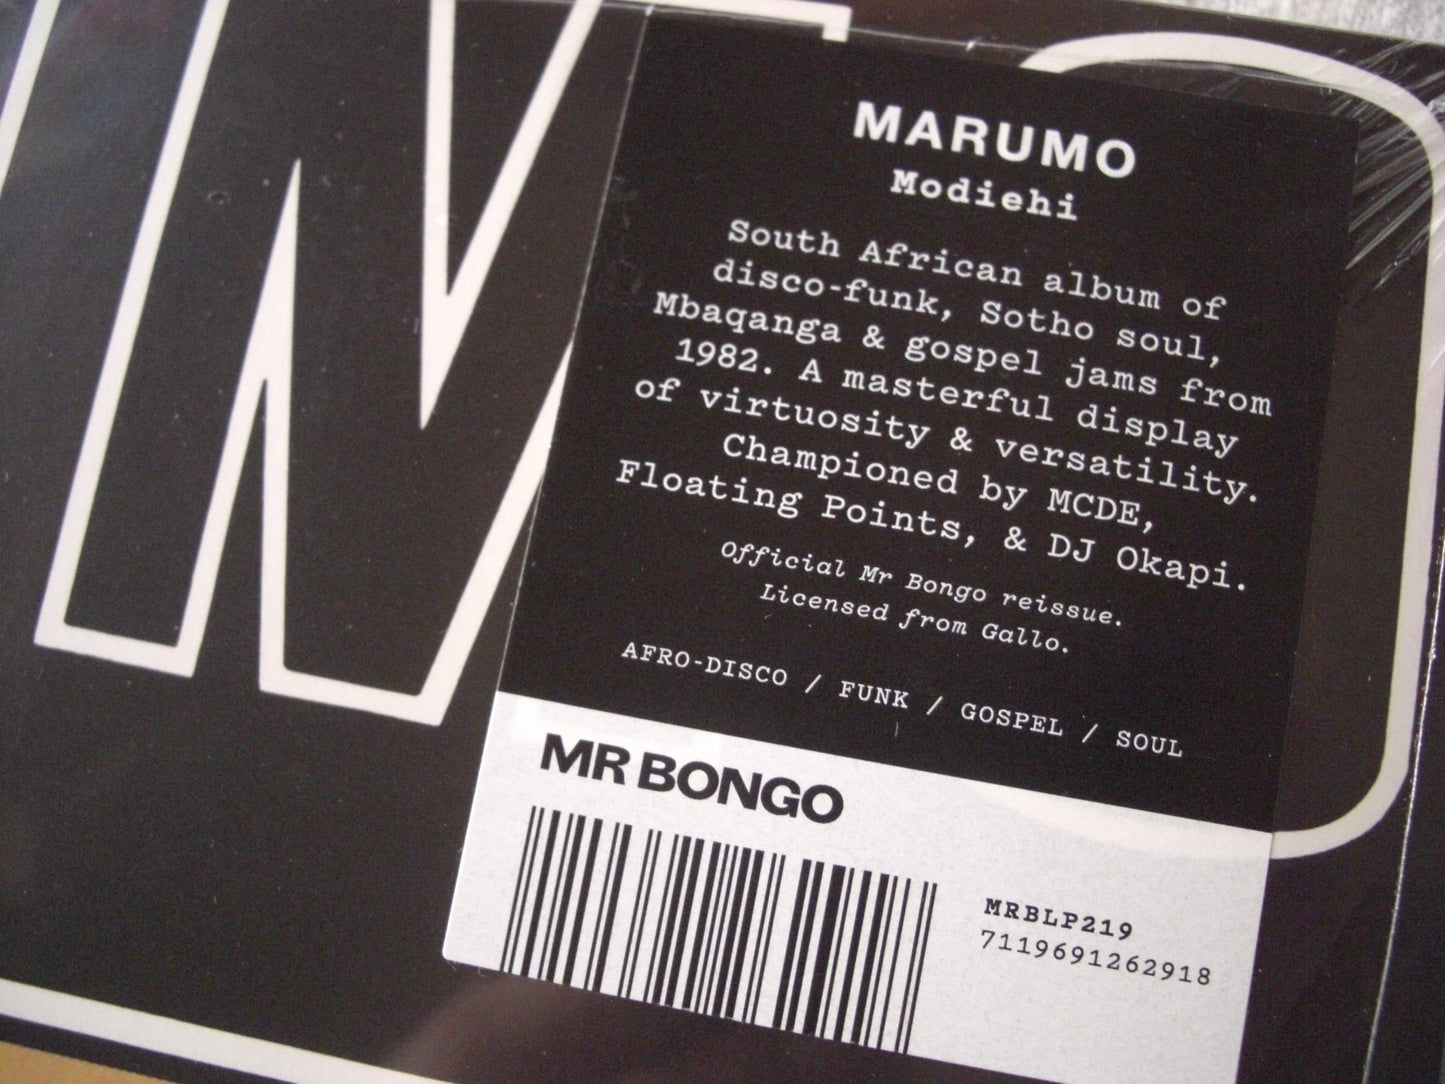 MO
MARUMO
Modiehi
South African album of
disco-funk, Sotho soul,
Mbaqanga & gospel jams from
1982. A masterful display
of virtuosity & versatility.
Championed by MCDE,
Floating Points, & DJ Okapi.
Official Mr Bongo reissue.
Licensed from Gallo.
AFRO-DISCO / FUNK / GOSPEL / SOUL
MR BONGO
MRBLP219
7119691262918